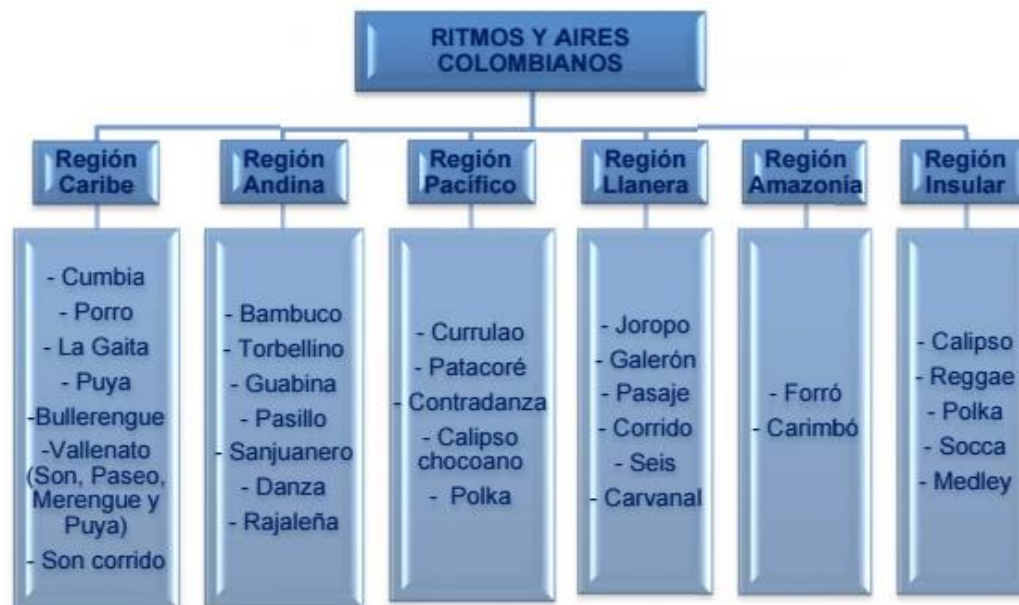 RITMOS Y AIRES
COLOMBIANOS
Región
Caribe
- Cumbia
- Porro
- La Gaita
- Puya
-Bullerengue
-Vallenato
(Son, Paseo,
Merengue y
Puya)
- Son corrido
Región
Andina
- Bambuco
- Torbellino
- Guabina
- Pasillo
- Sanjuanero
- Danza
- Rajaleña
Región
Pacífico
- Currulao
- Patacoré
- Contradanza
- Calipso
chocoano
- Polka
Región
Llanera
- Joropo
- Galerón
- Pasaje
- Corrido
- Seis
- Carvanal
Región
Amazonía
- Forró
- Carimbó
Región
Insular
- Calipso
- Reggae
- Polka
- Socca
- Medley